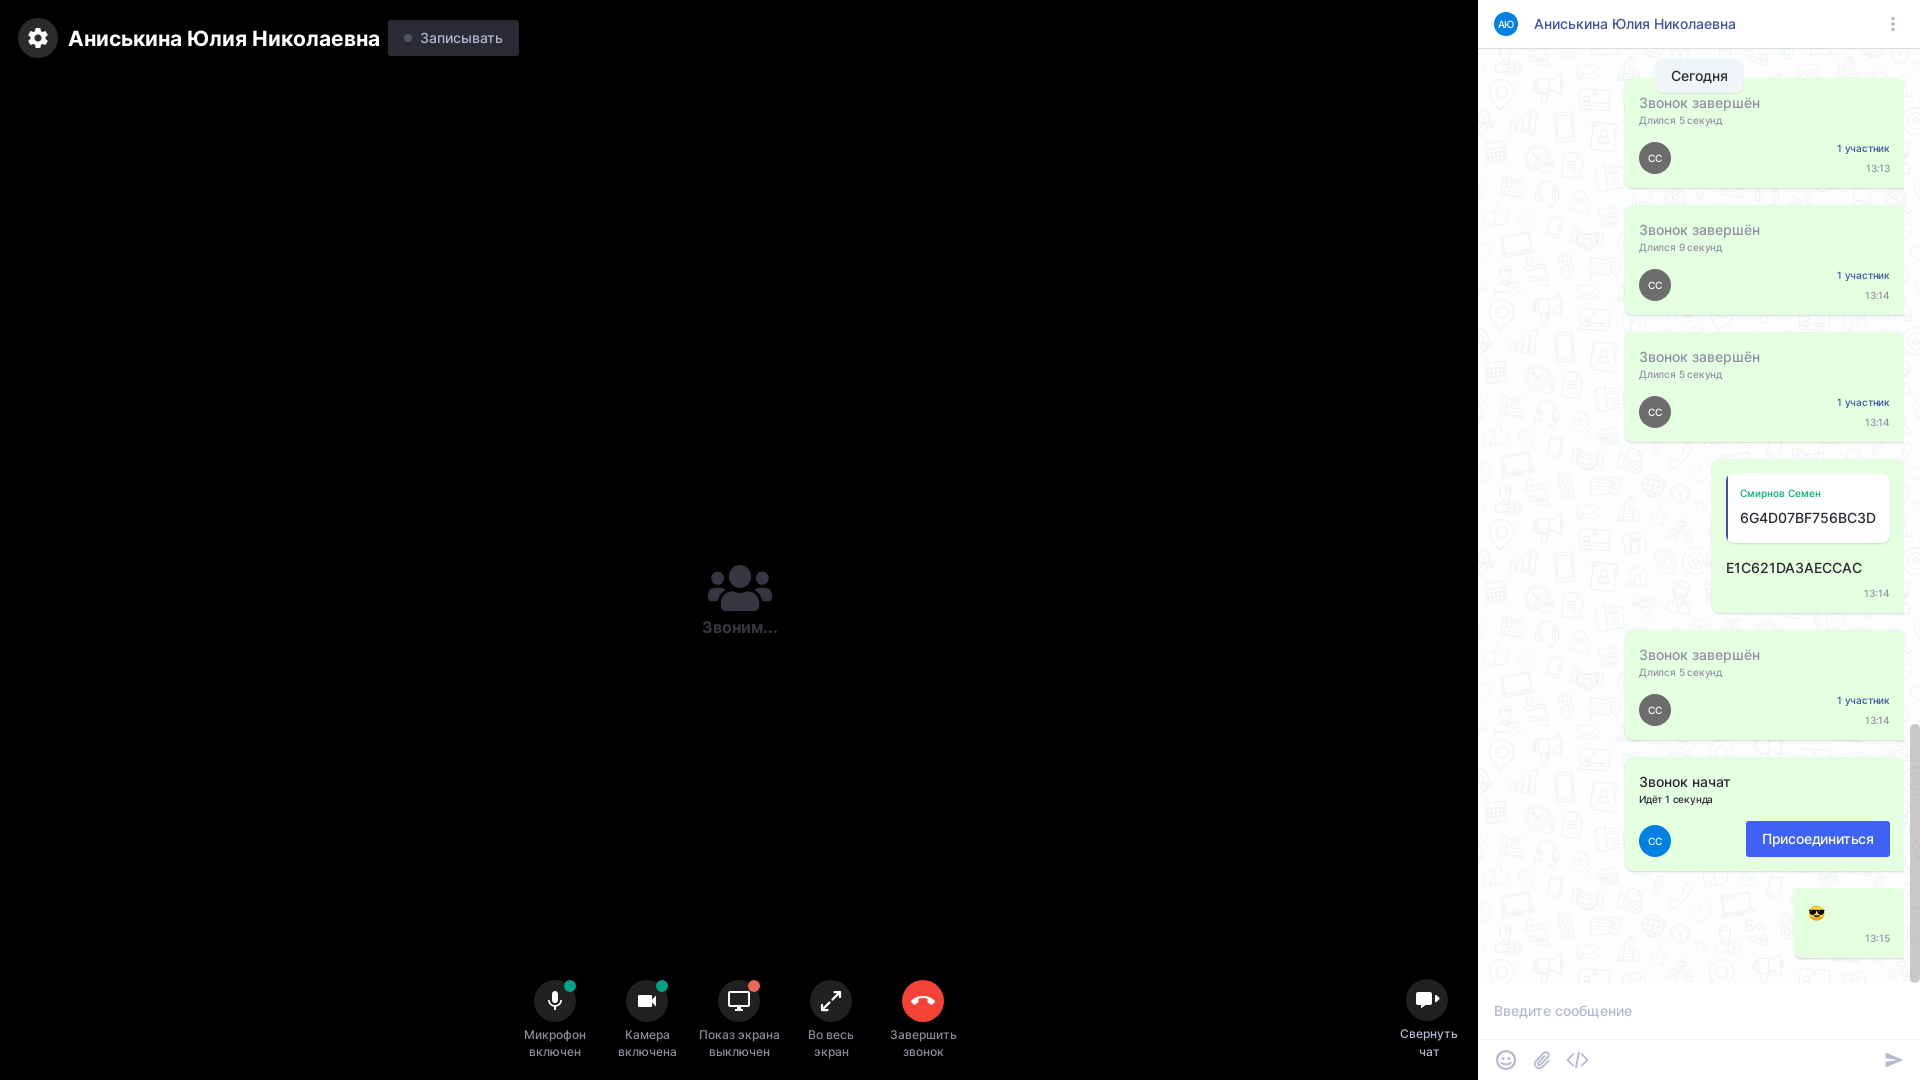 Аниськина Юлия Николаевна
Записывать
Звоним...
Микрофон
включен
Камера
включена
Показ экрана
выключен
Во весь
экран
Завершить
звонок
Свернуть
чат
АЮ
Аниськина Юлия Николаевна
Сегодня
Звонок завершён
Длился 5 секунд
СС
1 участник
13:13
Звонок завершён
Длился 9 секунд
СС
1 участник
13:14
Звонок завершён
Длился 5 секунд
СС
1 участник
13:14
Смирнов Семен
6G4D07BF756BC3D
E1C621DA3AECCAC
13:14
Звонок завершён
Длился 5 секунд
СС
1 участник
13:14
Звонок начат
Идёт 1 секунда
СС
Присоединиться
😎
13:15
Введите сообщение